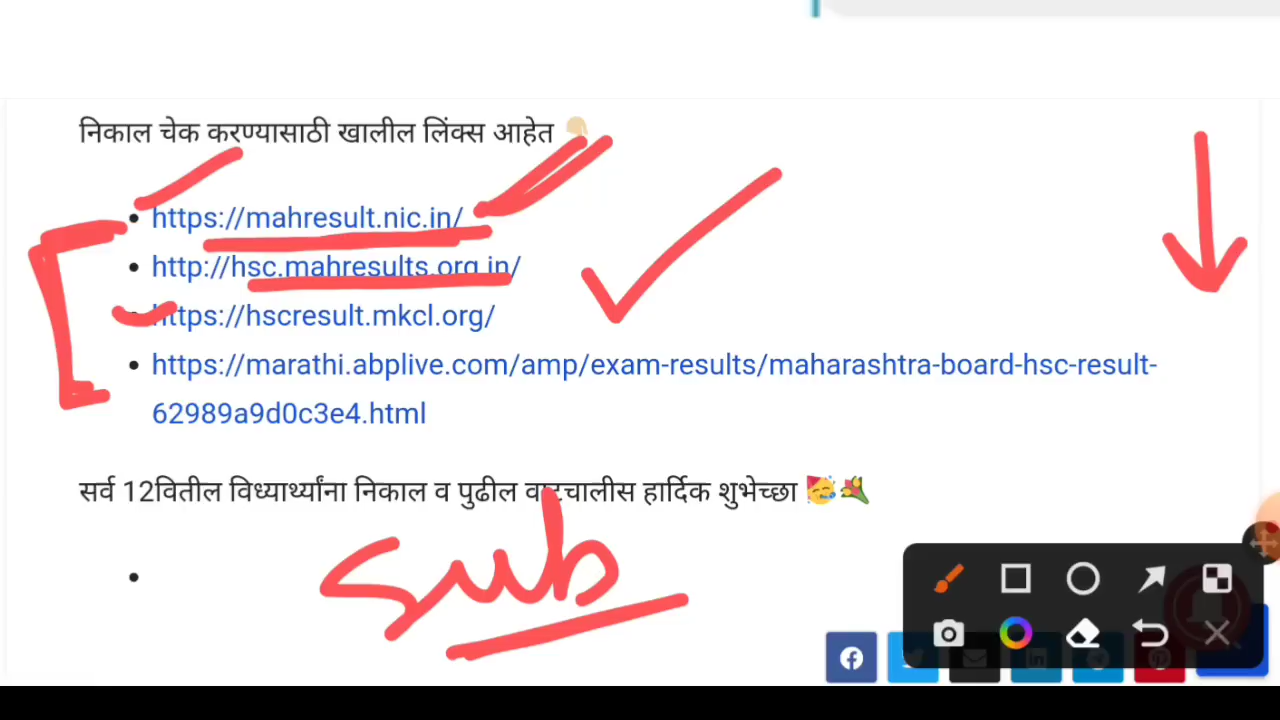 निकाल चेक करण्यासाठी खालील लिंक्स आहेत 👇🏻
https://mahresult.nic.in/
http://hsc.mahresults.org.in/
https://hscresult.mkcl.org/
https://marathi.abplive.com/amp/exam-results/maharashtra-board-hsc-result-
62989a9d0c3e4.html
सर्व 12वितील विध्यार्थ्यांना निकाल व पुढील वाटचालीस हार्दिक शुभेच्छा 🥳💐
sub